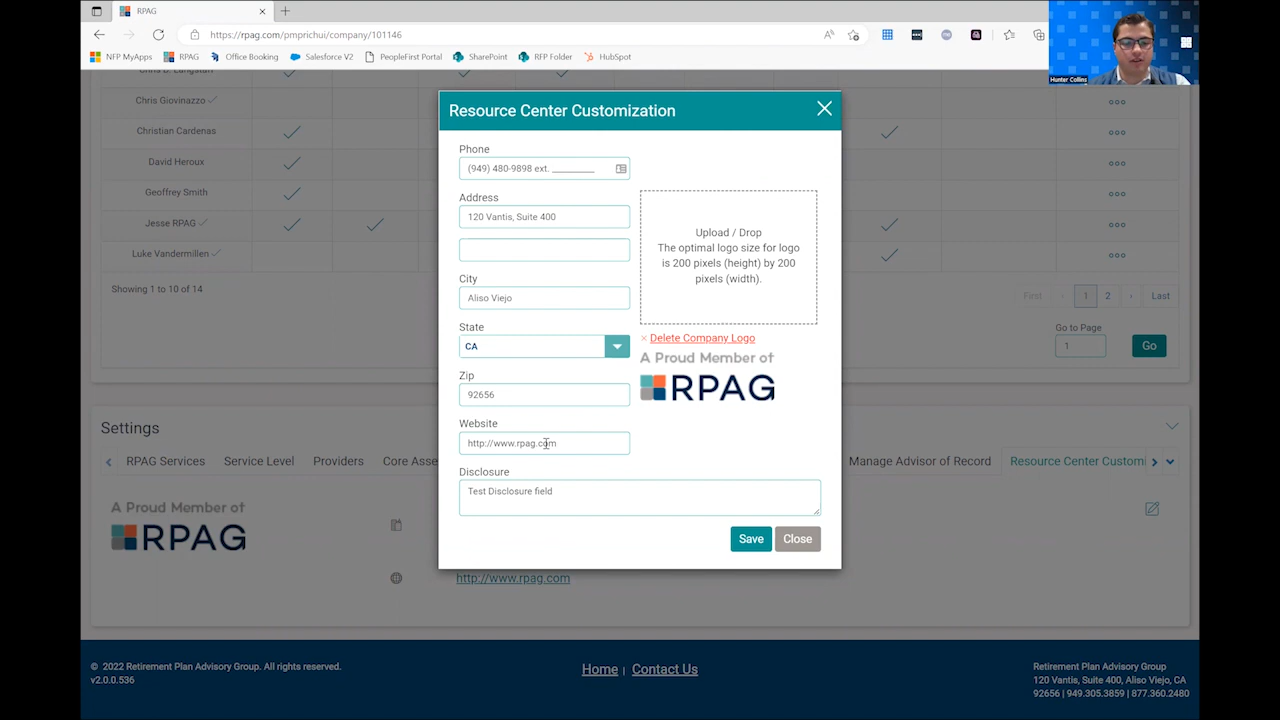 RPAG
https://rpag.com/pmprichui/company/101146
NFP MyApps RPAG Office Booking Salesforce V2 PeopleFirst Portal SharePoint RFP Folder HubSpot
Hunter Collins
Chris D. Langston
Chris Giovinazzo
Christian Cardenas
David Heroux
Geoffrey Smith
Jesse RPAG
Luke Vandermillen
Showing 1 to 10 of 14
First 1 2 Last
Go to Page
1 Go
Resource Center Customization
Phone
(949) 480-9898 ext. __________
Address
120 Vantis, Suite 400
City
Aliso Viejo
State
CA
Zip
92656
Website
http://www.rpag.com
Disclosure
Test Disclosure field
Upload / Drop
The optimal logo size for logo
is 200 pixels (height) by 200
pixels (width).
× Delete Company Logo
A Proud Member of
RPAG
Save Close
Settings
RPAG Services Service Level Providers Core Asse Manage Advisor of Record Resource Center Customi
A Proud Member of
RPAG
http://www.rpag.com
© 2022 Retirement Plan Advisory Group. All rights reserved.
v2.0.0.536
Home | Contact Us
Retirement Plan Advisory Group
120 Vantis, Suite 400, Aliso Viejo, CA
92656 | 949.305.3859 | 877.360.2480